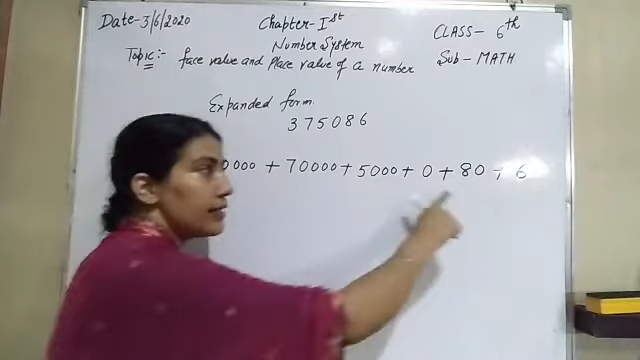 Date-3/6/2020
Chapter-Ist
CLASS- 6th
Number System
Sub- MATH
Topic:- face value and Place value of a number
Expanded form
375086
0000 + 70000 + 5000 + 0 + 80 + 6